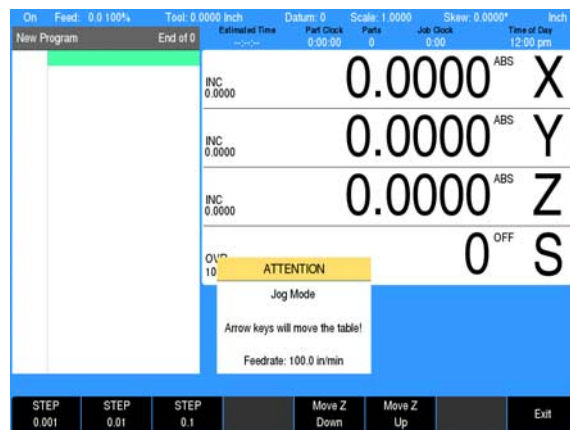 On Feed: 0.0 100% Tool: 0.0000 Inch Datum: 0 Scale: 1.0000 Skew: 0.0000° Inch
New Program End of 0
Estimated Time Part Clock Parts Job Clock Time of Day
--:--:-- 0:00:00 0 0:00 12:00 pm
INC 0.0000 ABS X
0.0000
INC 0.0000 ABS Y
0.0000
INC 0.0000 ABS Z
0.0000
0 OFF S
10
ATTENTION
Jog Mode
Arrow keys will move the table!
Feedrate: 100.0 in/min
STEP STEP STEP Move Z Move Z Exit
0.001 0.01 0.1 Down Up